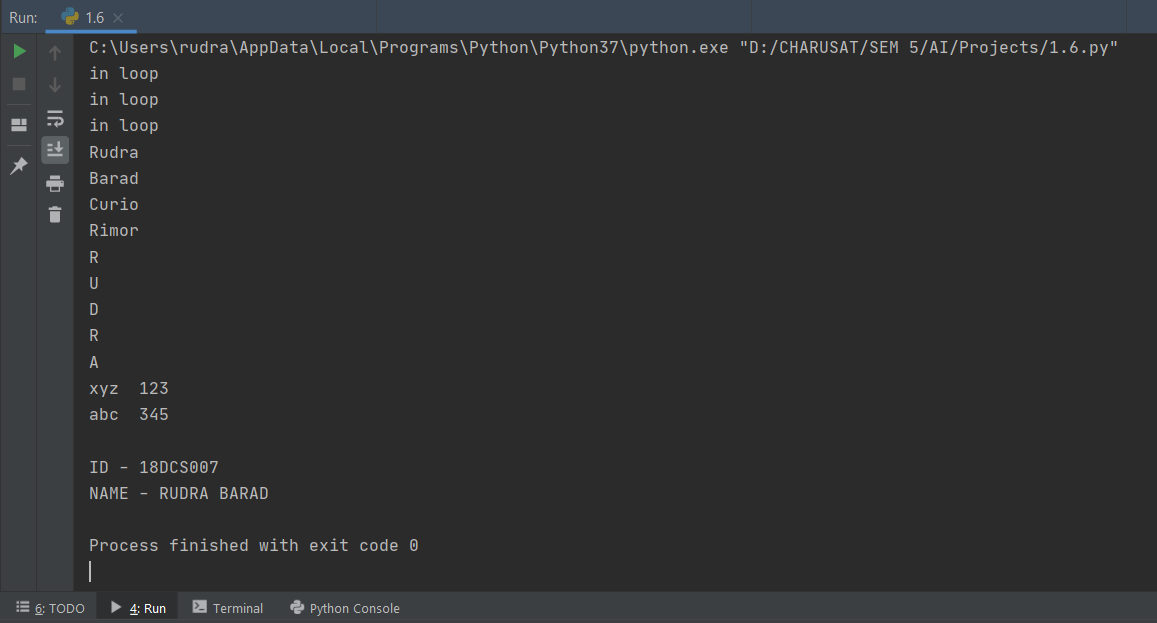 Run: 1.6
C:\Users\rudra\AppData\Local\Programs\Python\Python37\python.exe "D:/CHARUSAT/SEM 5/AI/Projects/1.6.py"
in loop
in loop
in loop
Rudra
Barad
Curio
Rimor
R
U
D
R
A
xyz  123
abc  345
ID - 18DCS007
NAME - RUDRA BARAD
Process finished with exit code 0
6: TODO 4: Run Terminal Python Console